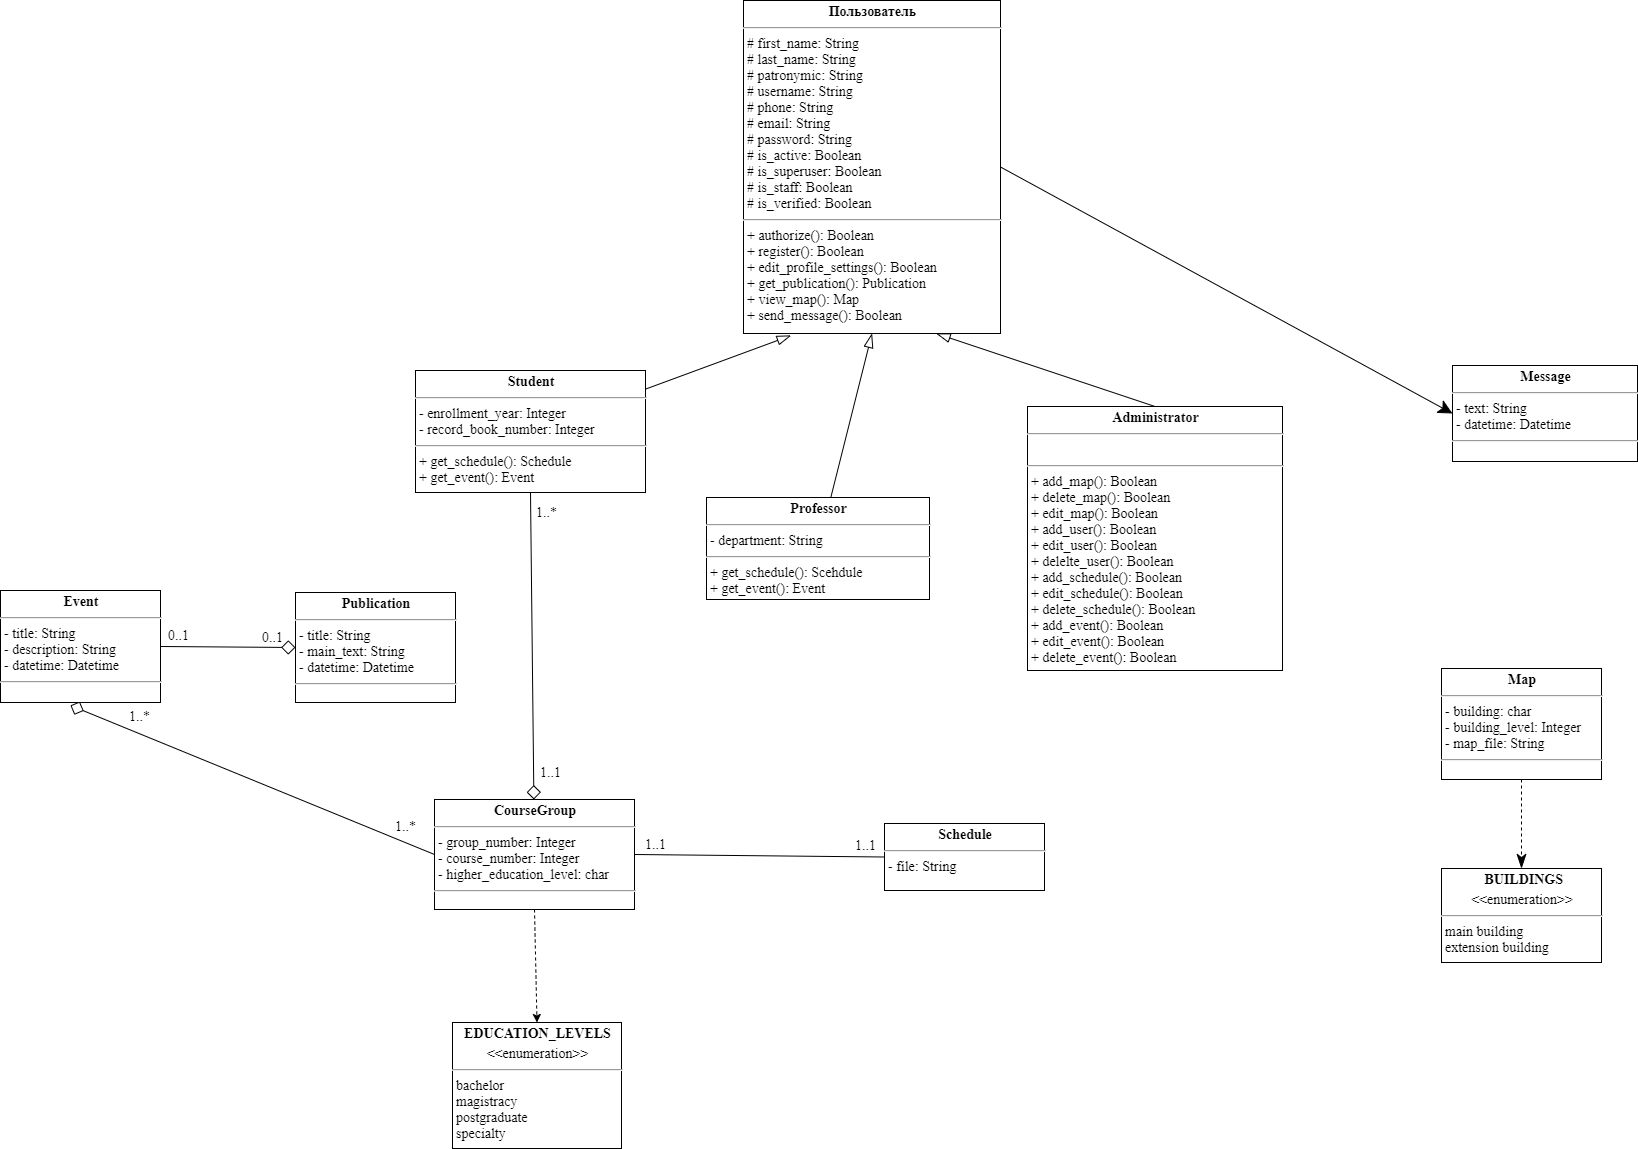 Пользователь
# first_name: String
# last_name: String
# patronymic: String
# username: String
# phone: String
# email: String
# password: String
# is_active: Boolean
# is_superuser: Boolean
# is_staff: Boolean
# is_verified: Boolean
+ authorize(): Boolean
+ register(): Boolean
+ edit_profile_settings(): Boolean
+ get_publication(): Publication
+ view_map(): Map
+ send_message(): Boolean
Student
- enrollment_year: Integer
- record_book_number: Integer
+ get_schedule(): Schedule
+ get_event(): Event
1..*
Professor
- department: String
+ get_schedule(): Scehdule
+ get_event(): Event
Administrator
+ add_map(): Boolean
+ delete_map(): Boolean
+ edit_map(): Boolean
+ add_user(): Boolean
+ edit_user(): Boolean
+ delelte_user(): Boolean
+ add_schedule(): Boolean
+ edit_schedule(): Boolean
+ delete_schedule(): Boolean
+ add_event(): Boolean
+ edit_event(): Boolean
+ delete_event(): Boolean
Message
- text: String
- datetime: Datetime
Event
- title: String
- description: String
- datetime: Datetime
0..1
0..1
Publication
- title: String
- main_text: String
- datetime: Datetime
1..*
1..*
1..1
CourseGroup
- group_number: Integer
- course_number: Integer
- higher_education_level: char
1..1
1..1
Schedule
- file: String
Map
- building: char
- building_level: Integer
- map_file: String
BUILDINGS
<<enumeration>>
main building
extension building
EDUCATION_LEVELS
<<enumeration>>
bachelor
magistracy
postgraduate
specialty